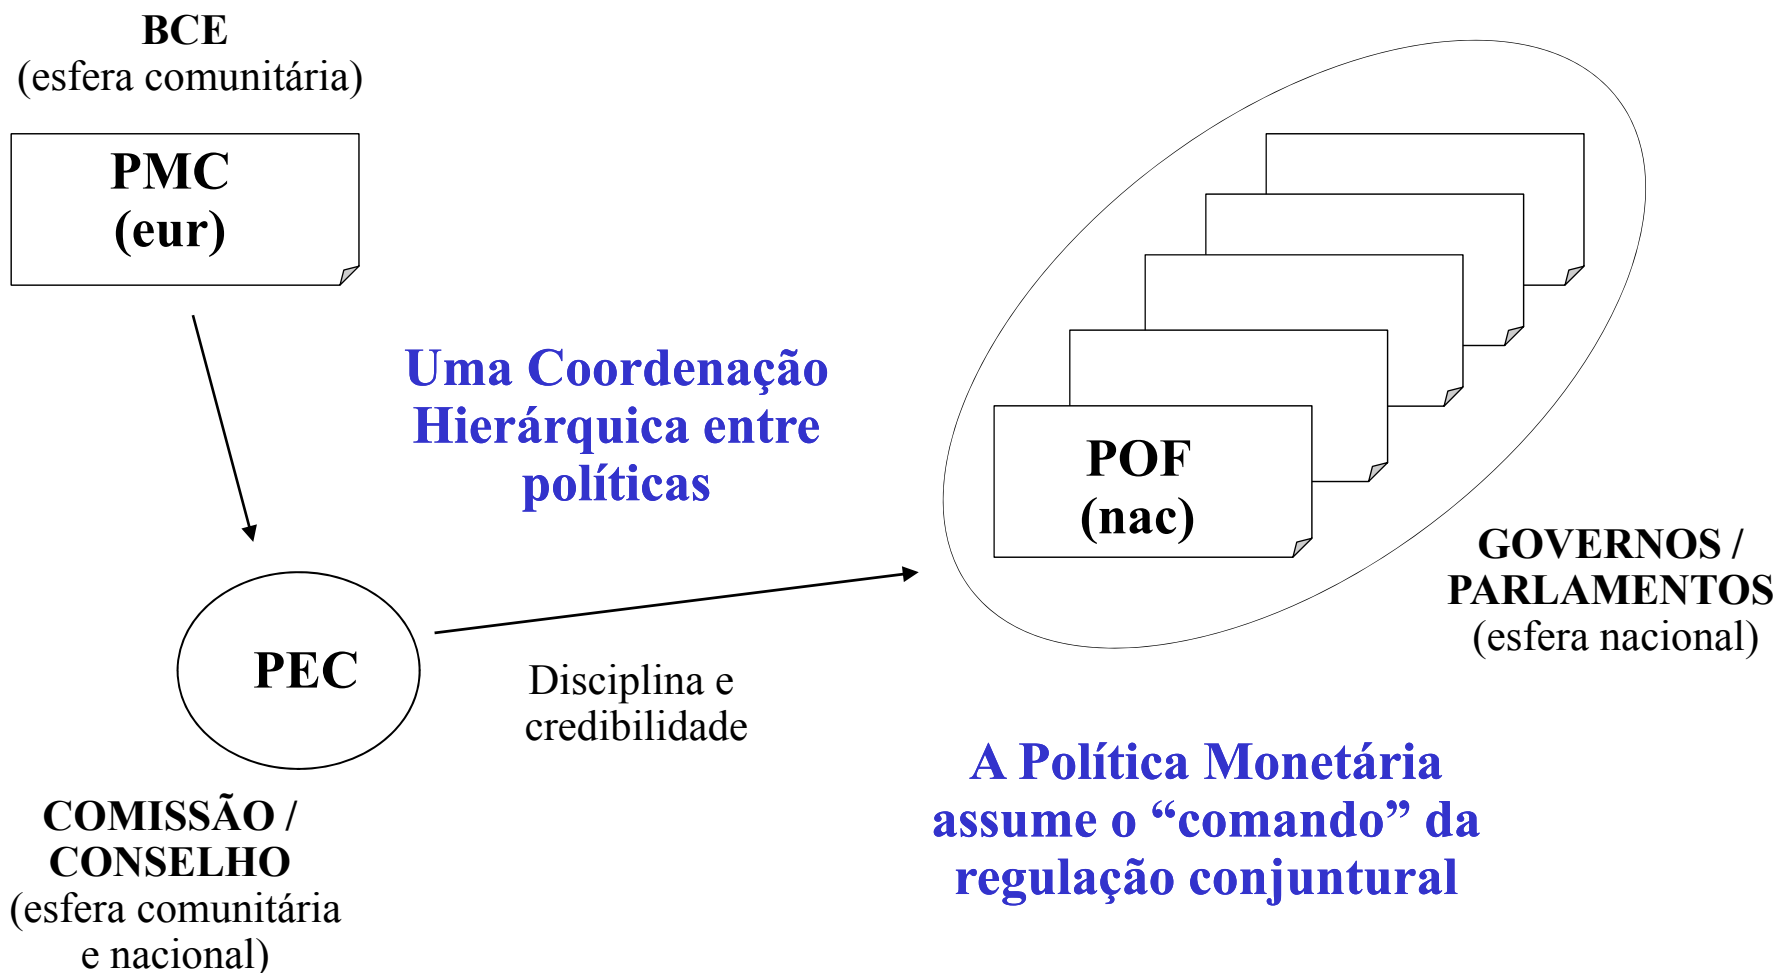 BCE
(esfera comunitária)
PMC
(eur)
Uma Coordenação
Hierárquica entre
políticas
POF
(nac)
GOVERNOS /
PARLAMENTOS
(esfera nacional)
PEC
Disciplina e
credibilidade
A Política Monetária
assume o “comando” da
regulação conjuntural
COMISSÃO /
CONSELHO
(esfera comunitária
e nacional)